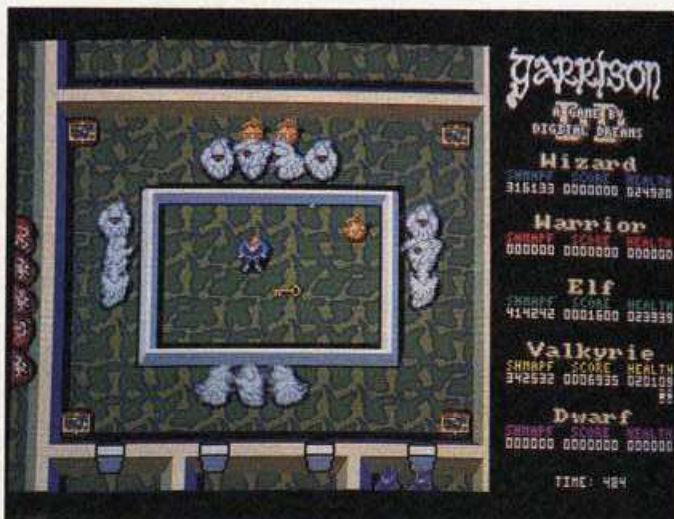 garrison
II
A GAME BY
DIGITAL DREAMS
Wizard
SHMAPF SCORE HEALTH
316133 0000000 024920
Warrior
SHMAPF SCORE HEALTH
000000 0000000 000000
Elf
SHMAPF SCORE HEALTH
414242 0001600 023939
Valkyrie
SHMAPF SCORE HEALTH
342532 0006935 020109
Dwarf
SHMAPF SCORE HEALTH
000000 0000000 000000
TIME: 484